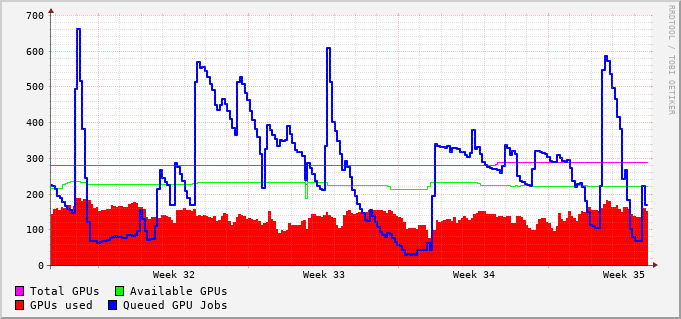 700
600
500
400
300
200
100
0
Week 32 Week 33 Week 34 Week 35
Total GPUs Available GPUs
GPUs used Queued GPU Jobs
RRDTOOL / TOBI OETIKER